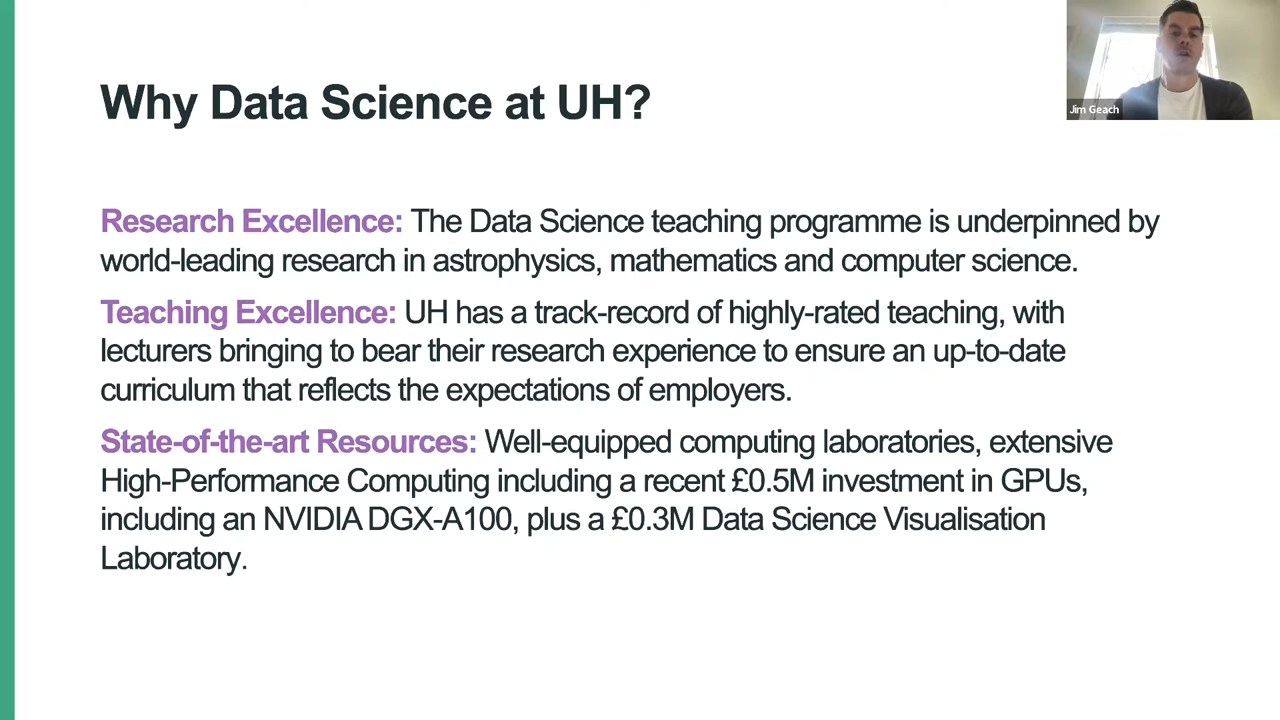 Why Data Science at UH?
Jim Geach
Research Excellence: The Data Science teaching programme is underpinned by
world-leading research in astrophysics, mathematics and computer science.
Teaching Excellence: UH has a track-record of highly-rated teaching, with
lecturers bringing to bear their research experience to ensure an up-to-date
curriculum that reflects the expectations of employers.
State-of-the-art Resources: Well-equipped computing laboratories, extensive
High-Performance Computing including a recent £0.5M investment in GPUs,
including an NVIDIA DGX-A100, plus a £0.3M Data Science Visualisation
Laboratory.